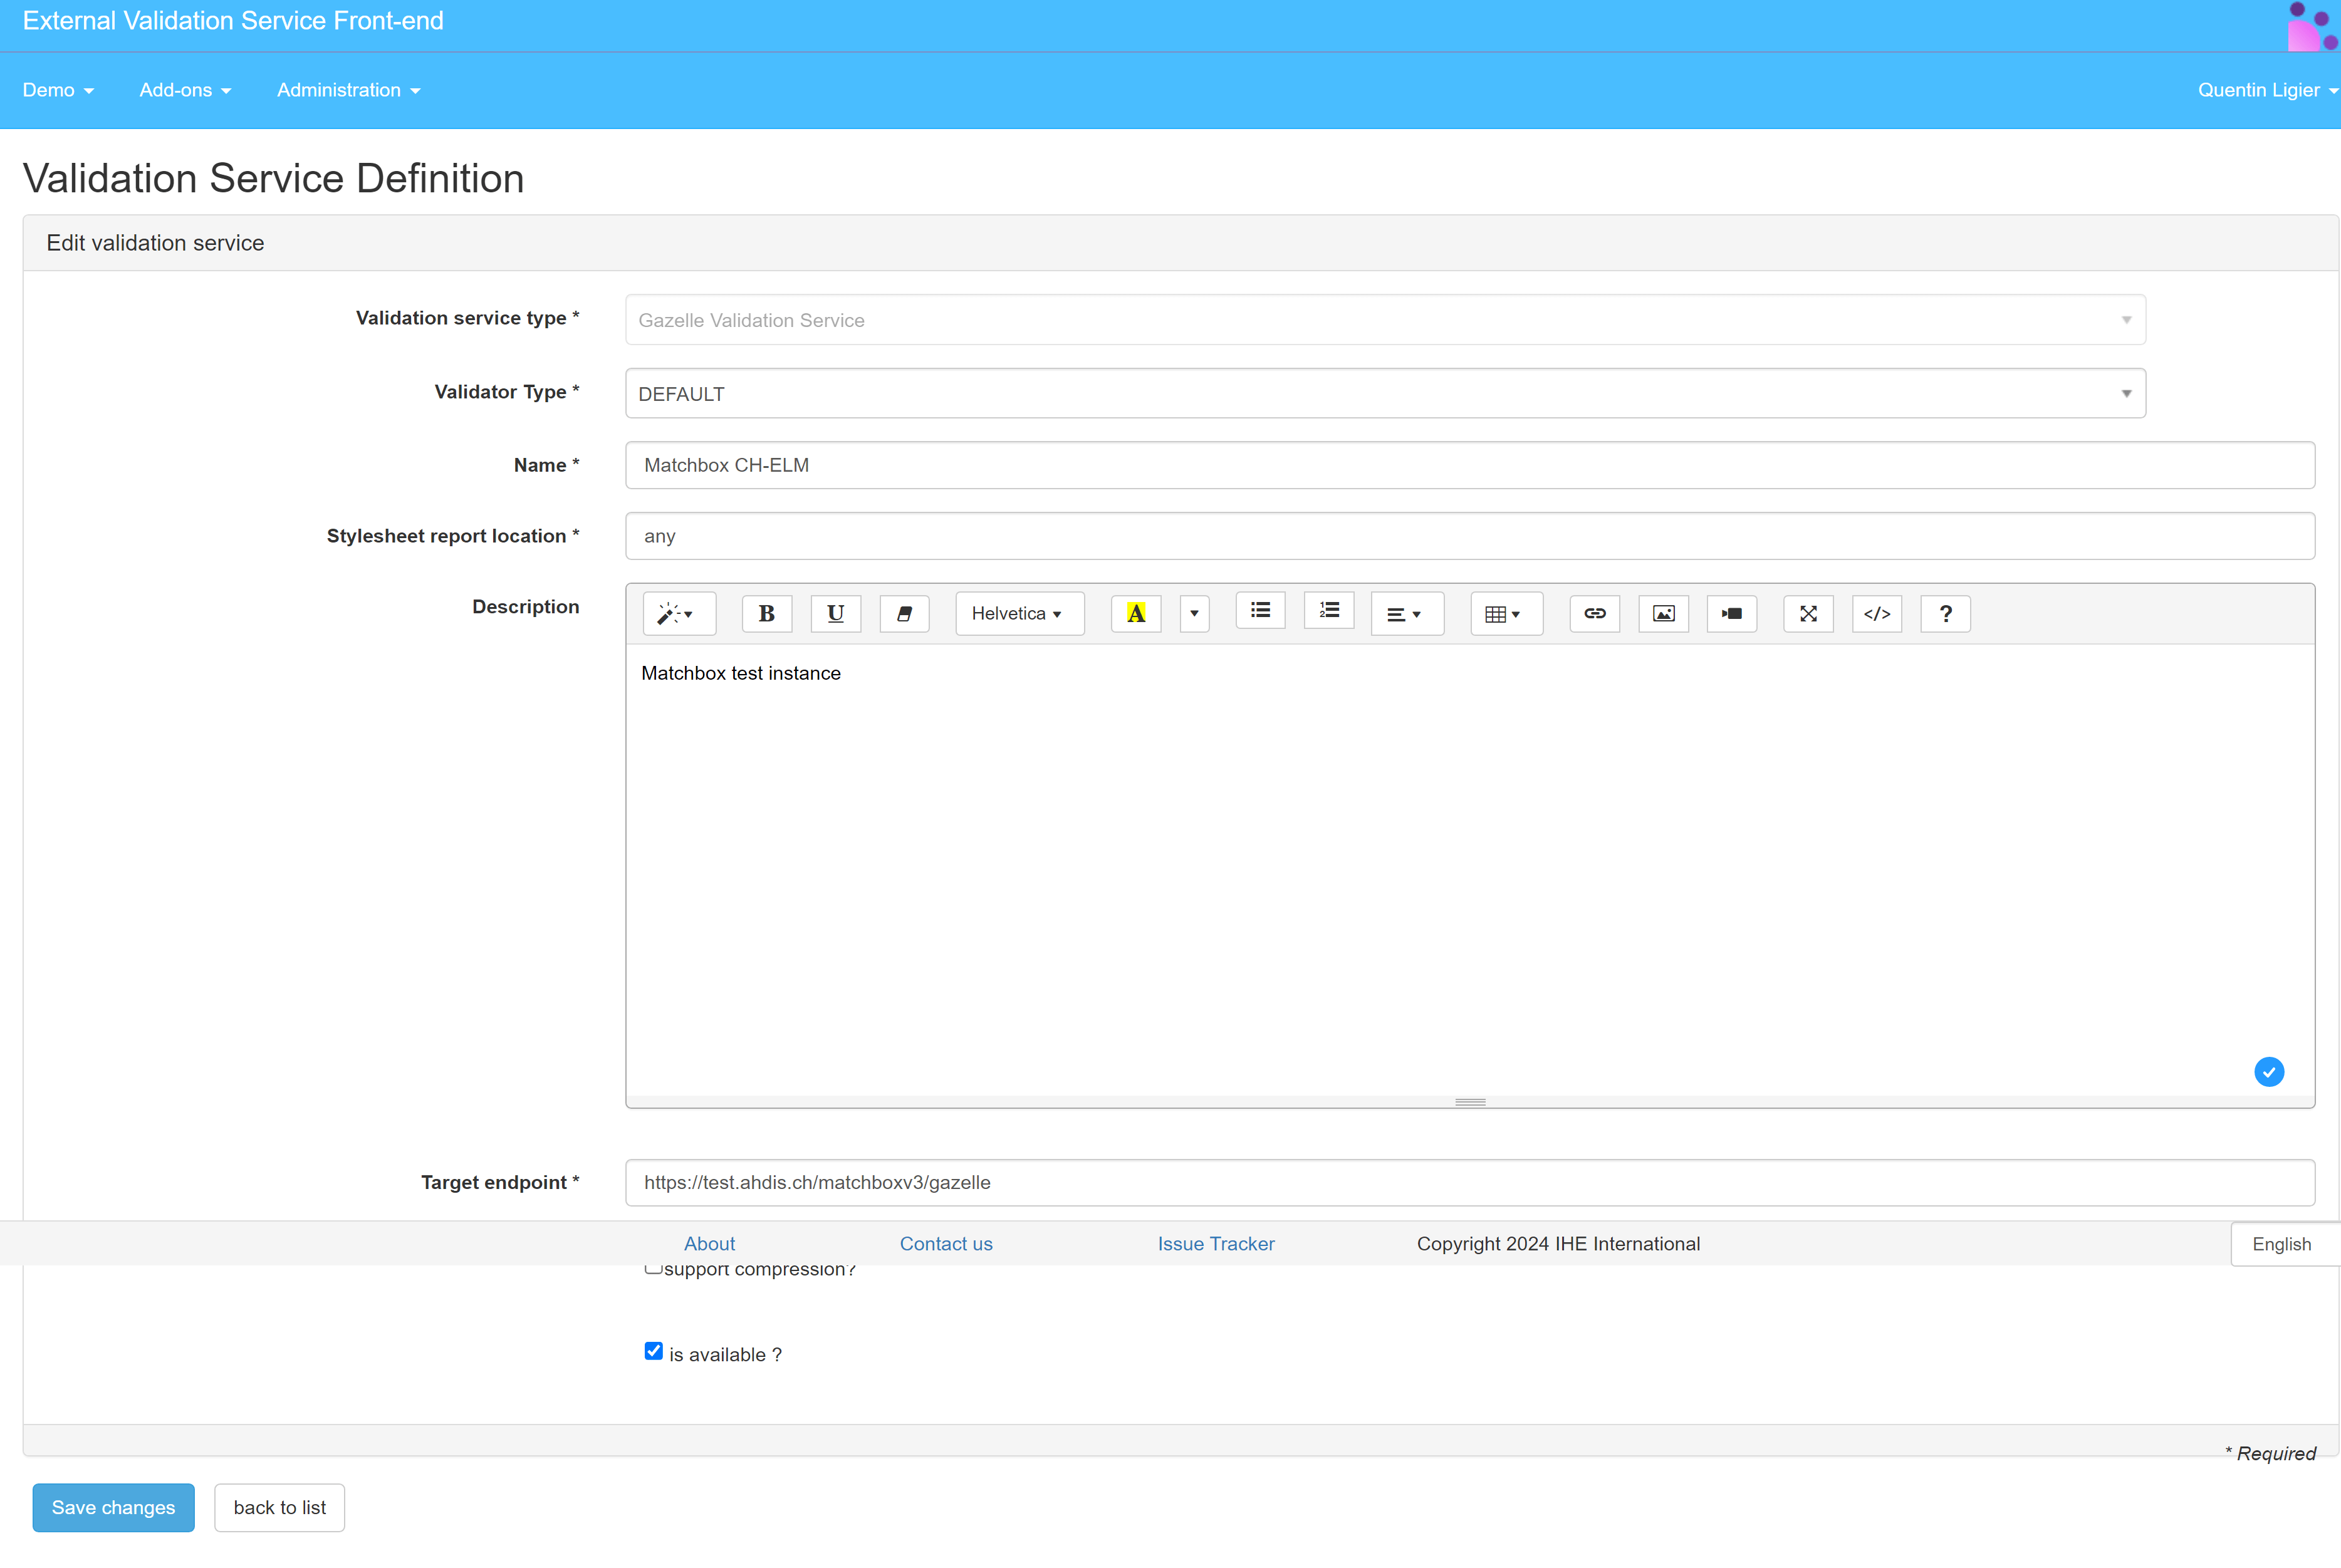 External Validation Service Front-end
Demo Add-ons Administration Quentin Ligier
Validation Service Definition
Edit validation service
Validation service type * Gazelle Validation Service
Validator Type * DEFAULT
Name * Matchbox CH-ELM
Stylesheet report location * any
Description B U Helvetica A </> ?
Matchbox test instance
Target endpoint * https://test.ahdis.ch/matchboxv3/gazelle
About Contact us Issue Tracker Copyright 2024 IHE International English
support compression?
is available ?
* Required
Save changes back to list